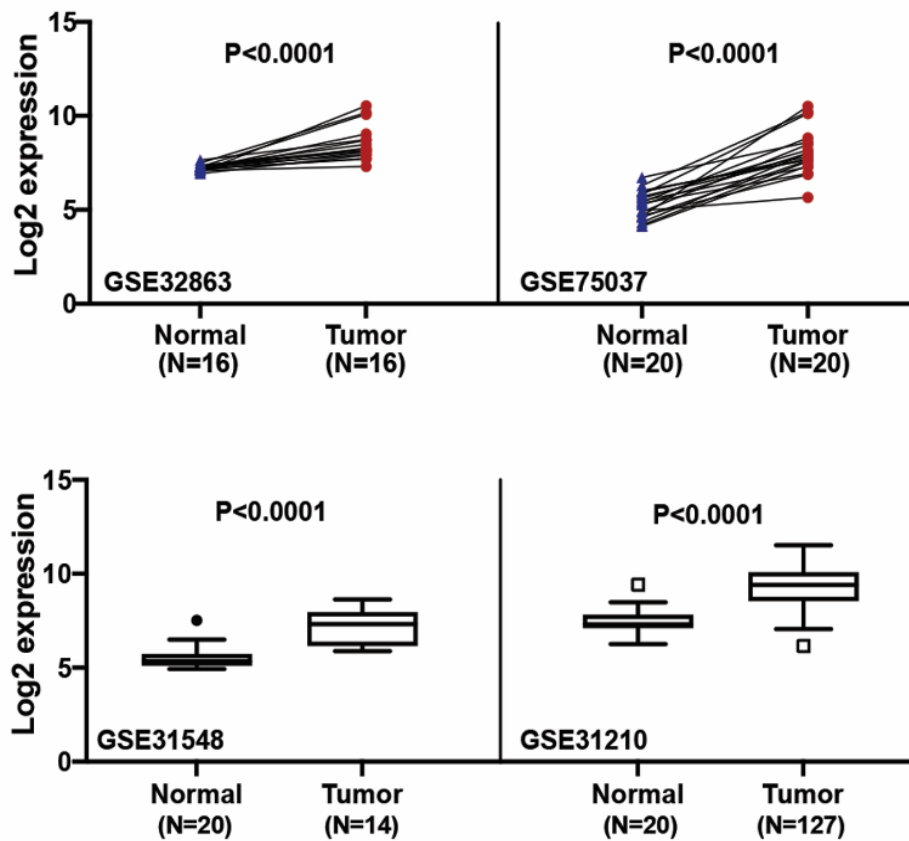 15
10
5
0
Log2 expression
P<0.0001
P<0.0001
GSE32863
GSE75037
Normal
(N=16)
Tumor
(N=16)
Normal
(N=20)
Tumor
(N=20)
15
10
5
0
Log2 expression
P<0.0001
P<0.0001
GSE31548
GSE31210
Normal
(N=20)
Tumor
(N=14)
Normal
(N=20)
Tumor
(N=127)